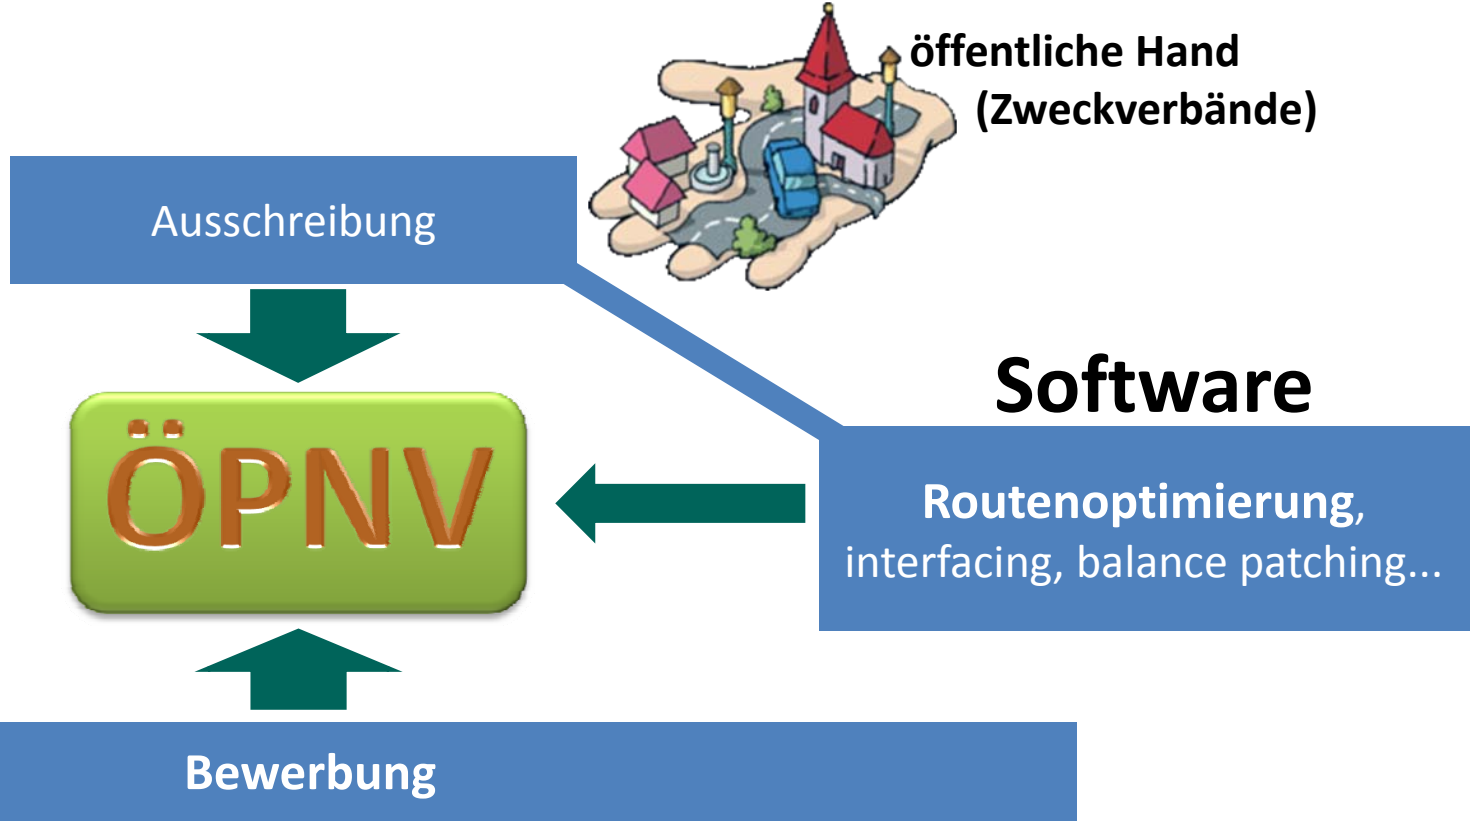 öffentliche Hand
(Zweckverbände)
Ausschreibung
Software
ÖPNV
Routenoptimierung,
interfacing, balance patching...
Bewerbung